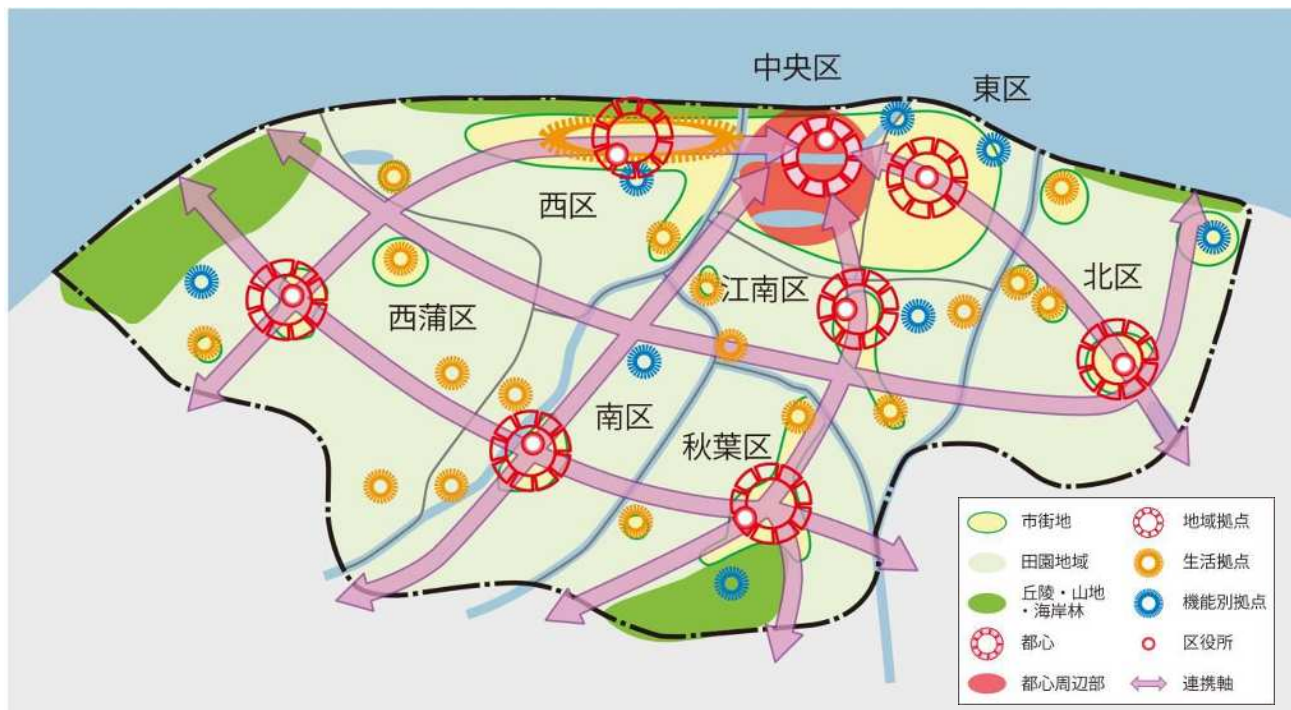 中央区
東区
西区
北区
江南区
西蒲区
南区
秋葉区
市街地
地域拠点
田園地域
生活拠点
丘陵・山地
・海岸林
機能別拠点
都心
区役所
都心周辺部
連携軸